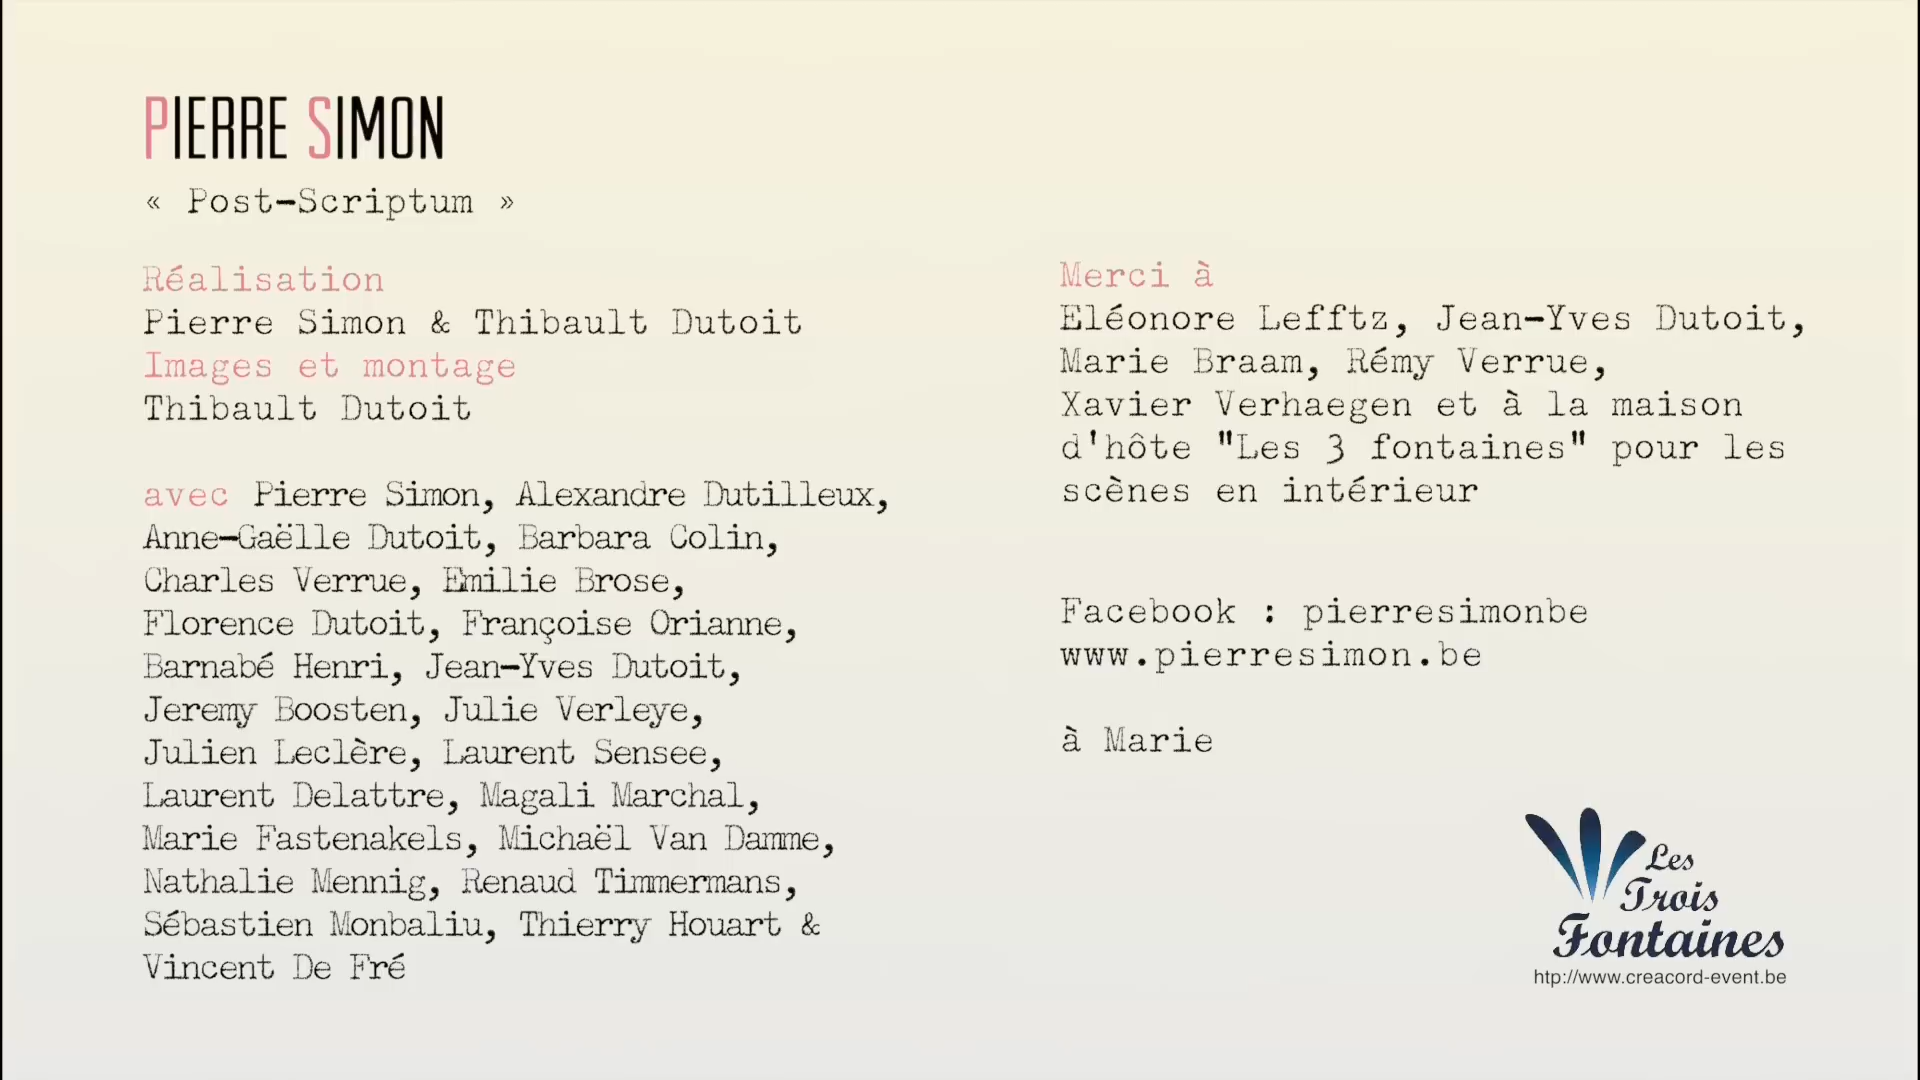 PIERRE SIMON
« Post-Scriptum »
Réalisation
Pierre Simon & Thibault Dutoit
Images et montage
Thibault Dutoit
avec Pierre Simon, Alexandre Dutilleux,
Anne-Gaëlle Dutoit, Barbara Colin,
Charles Verrue, Emilie Brose,
Florence Dutoit, Françoise Orianne,
Barnabé Henri, Jean-Yves Dutoit,
Jeremy Boosten, Julie Verleye,
Julien Leclère, Laurent Sensee,
Laurent Delattre, Magali Marchal,
Marie Fastenakels, Michaël Van Damme,
Nathalie Mennig, Renaud Timmermans,
Sébastien Monbaliu, Thierry Houart &
Vincent De Fré
Merci à
Eléonore Lefftz, Jean-Yves Dutoit,
Marie Braam, Rémy Verrue,
Xavier Verhaegen et à la maison
d'hôte "Les 3 fontaines" pour les
scènes en intérieur
Facebook : pierresimonbe
www.pierresimon.be
à Marie
Les
Trois
Fontaines
htp://www.creacord-event.be